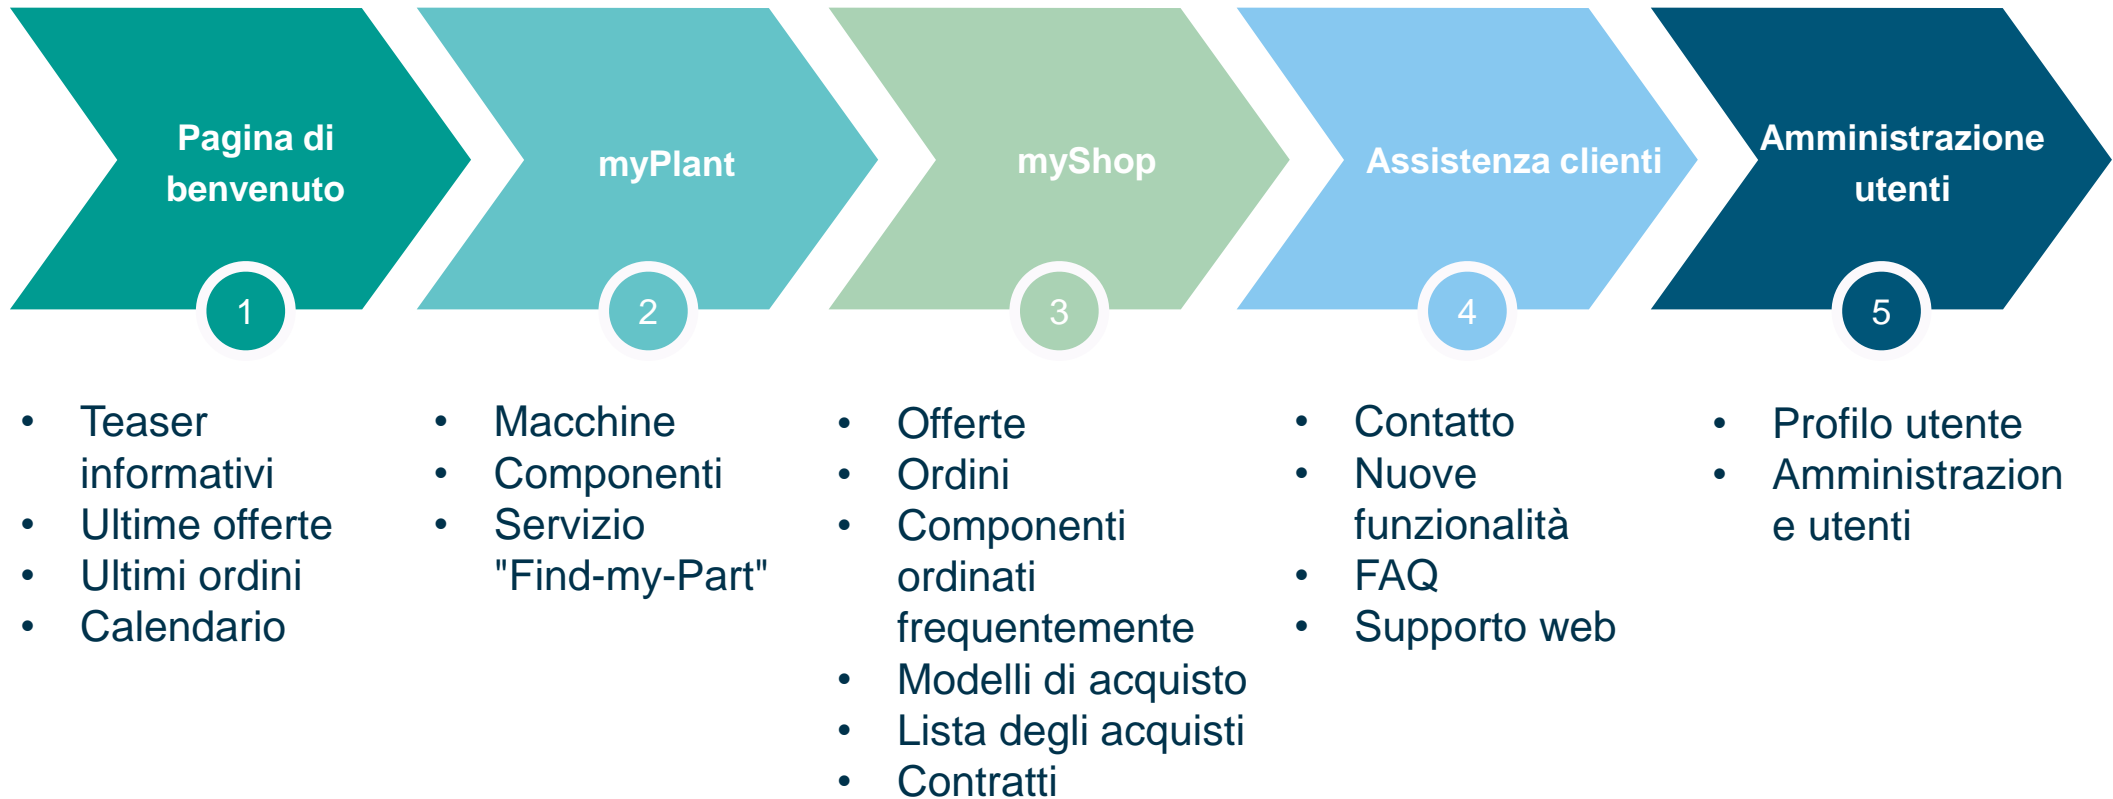 Pagina di
benvenuto
myPlant
myShop
Assistenza clienti
Amministrazione
utenti
1
2
3
4
5
• Teaser
informativi
• Ultime offerte
• Ultimi ordini
• Calendario
• Macchine
• Componenti
• Servizio
"Find-my-Part"
• Offerte
• Ordini
• Componenti
ordinati
frequentemente
• Modelli di acquisto
• Lista degli acquisti
• Contratti
• Contatto
• Nuove
funzionalità
• FAQ
• Supporto web
• Profilo utente
• Amministrazion
e utenti